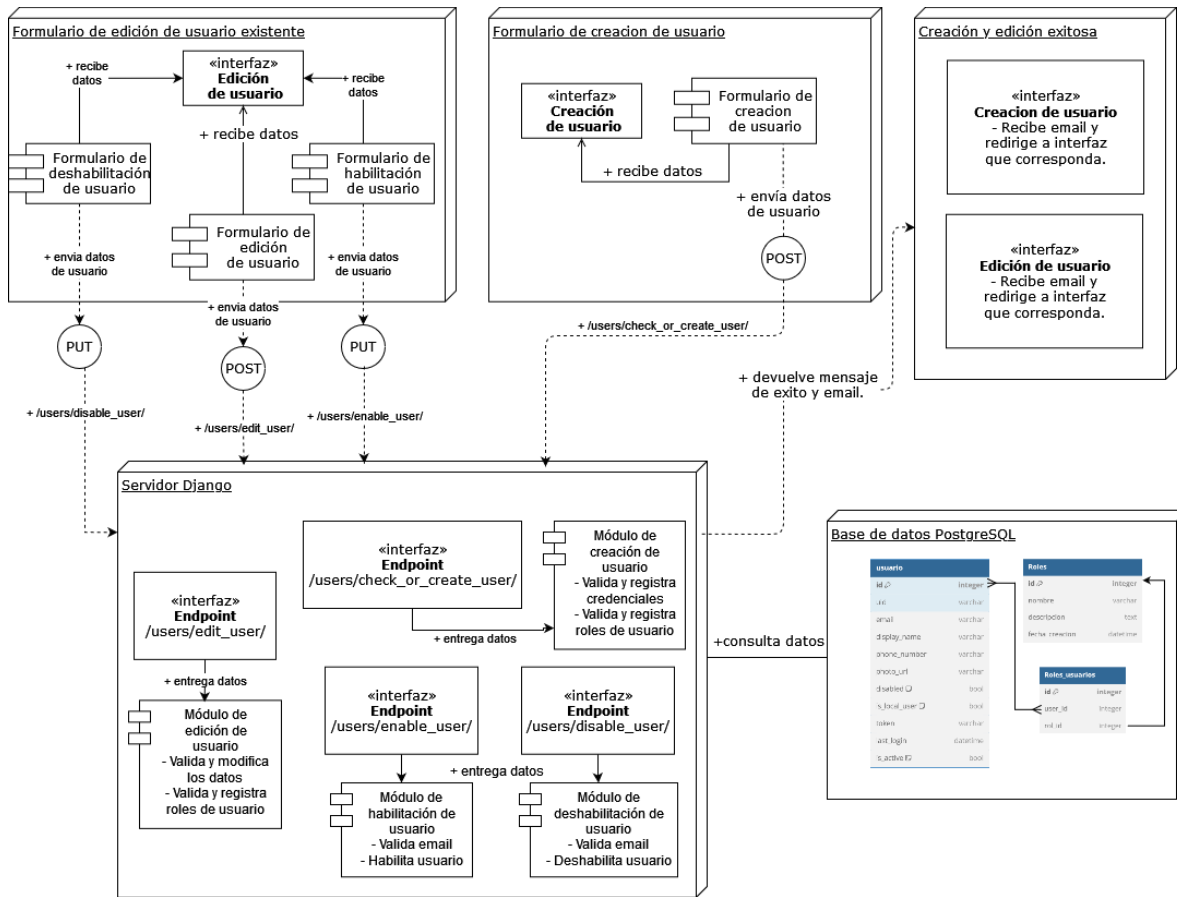 Formulario de edición de usuario existente
«interfaz»
Edición
de usuario
+ recibe
datos
+ recibe
datos
+ recibe datos
Formulario de
deshabilitación
de usuario
Formulario de
habilitación de
usuario
Formulario de
edición
de usuario
+ envia datos
de usuario
+ envia datos
de usuario
+ envia datos
de usuario
PUT
POST
PUT
+ /users/disable_user/
+ /users/edit_user/
+ /users/enable_user/
Formulario de creacion de usuario
«interfaz»
Creación
de usuario
Formulario de
creacion
de usuario
+ recibe datos
+ envía datos
de usuario
POST
+ /users/check_or_create_user/
Creación y edición exitosa
«interfaz»
Creacion de usuario
- Recibe email y
redirige a interfaz
que corresponda.
«interfaz»
Edición de usuario
- Recibe email y
redirige a interfaz
que corresponda.
+ devuelve mensaje
de exito y email.
Servidor Django
«interfaz»
Endpoint
/users/check_or_create_user/
+ entrega datos
Módulo de
creación de
usuario
- Valida y registra
credenciales
- Valida y registra
roles de usuario
«interfaz»
Endpoint
/users/edit_user/
+ entrega datos
Módulo de
edición de
usuario
- Valida y modifica
los datos
- Valida y registra
roles de usuario
«interfaz»
Endpoint
/users/enable_user/
«interfaz»
Endpoint
/users/disable_user/
+ entrega datos
Módulo de
habilitación de
usuario
- Valida email
- Habilita usuario
Módulo de
deshabilitación de
usuario
- Valida email
- Deshabilita usuario
+consulta datos
Base de datos PostgreSQL
usuario
id integer
uid varchar
email varchar
display_name varchar
phone_number varchar
photo_url varchar
disabled bool
is_local_user bool
token varchar
last_login datetime
is_active bool
Roles
id integer
nombre varchar
descripcion text
fecha_creacion datetime
Roles_usuarios
id integer
user_id integer
rol_id integer